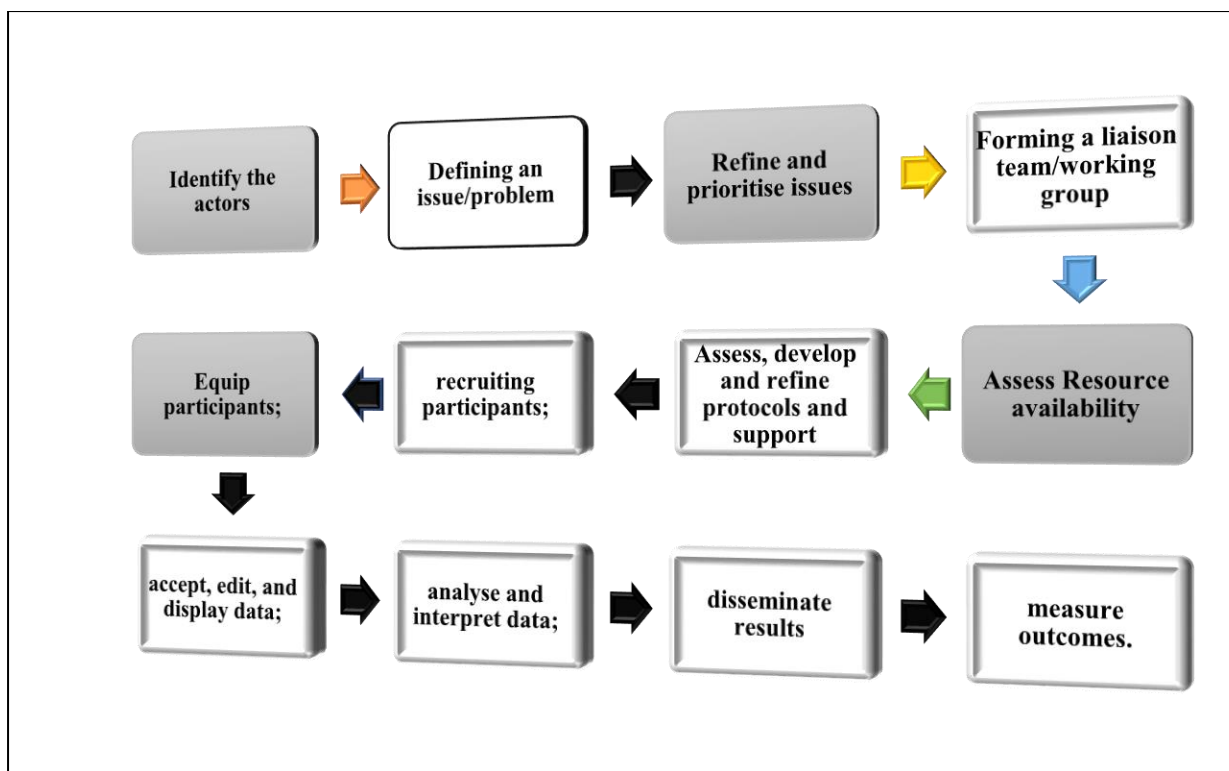 Identify the
actors
Defining an
issue/problem
Refine and
prioritise issues
Forming a liaison
team/working
group
Assess Resource
availability
Assess, develop
and refine
protocols and
support
recruiting
participants;
Equip
participants;
accept, edit, and
display data;
analyse and
interpret data;
disseminate
results
measure
outcomes.